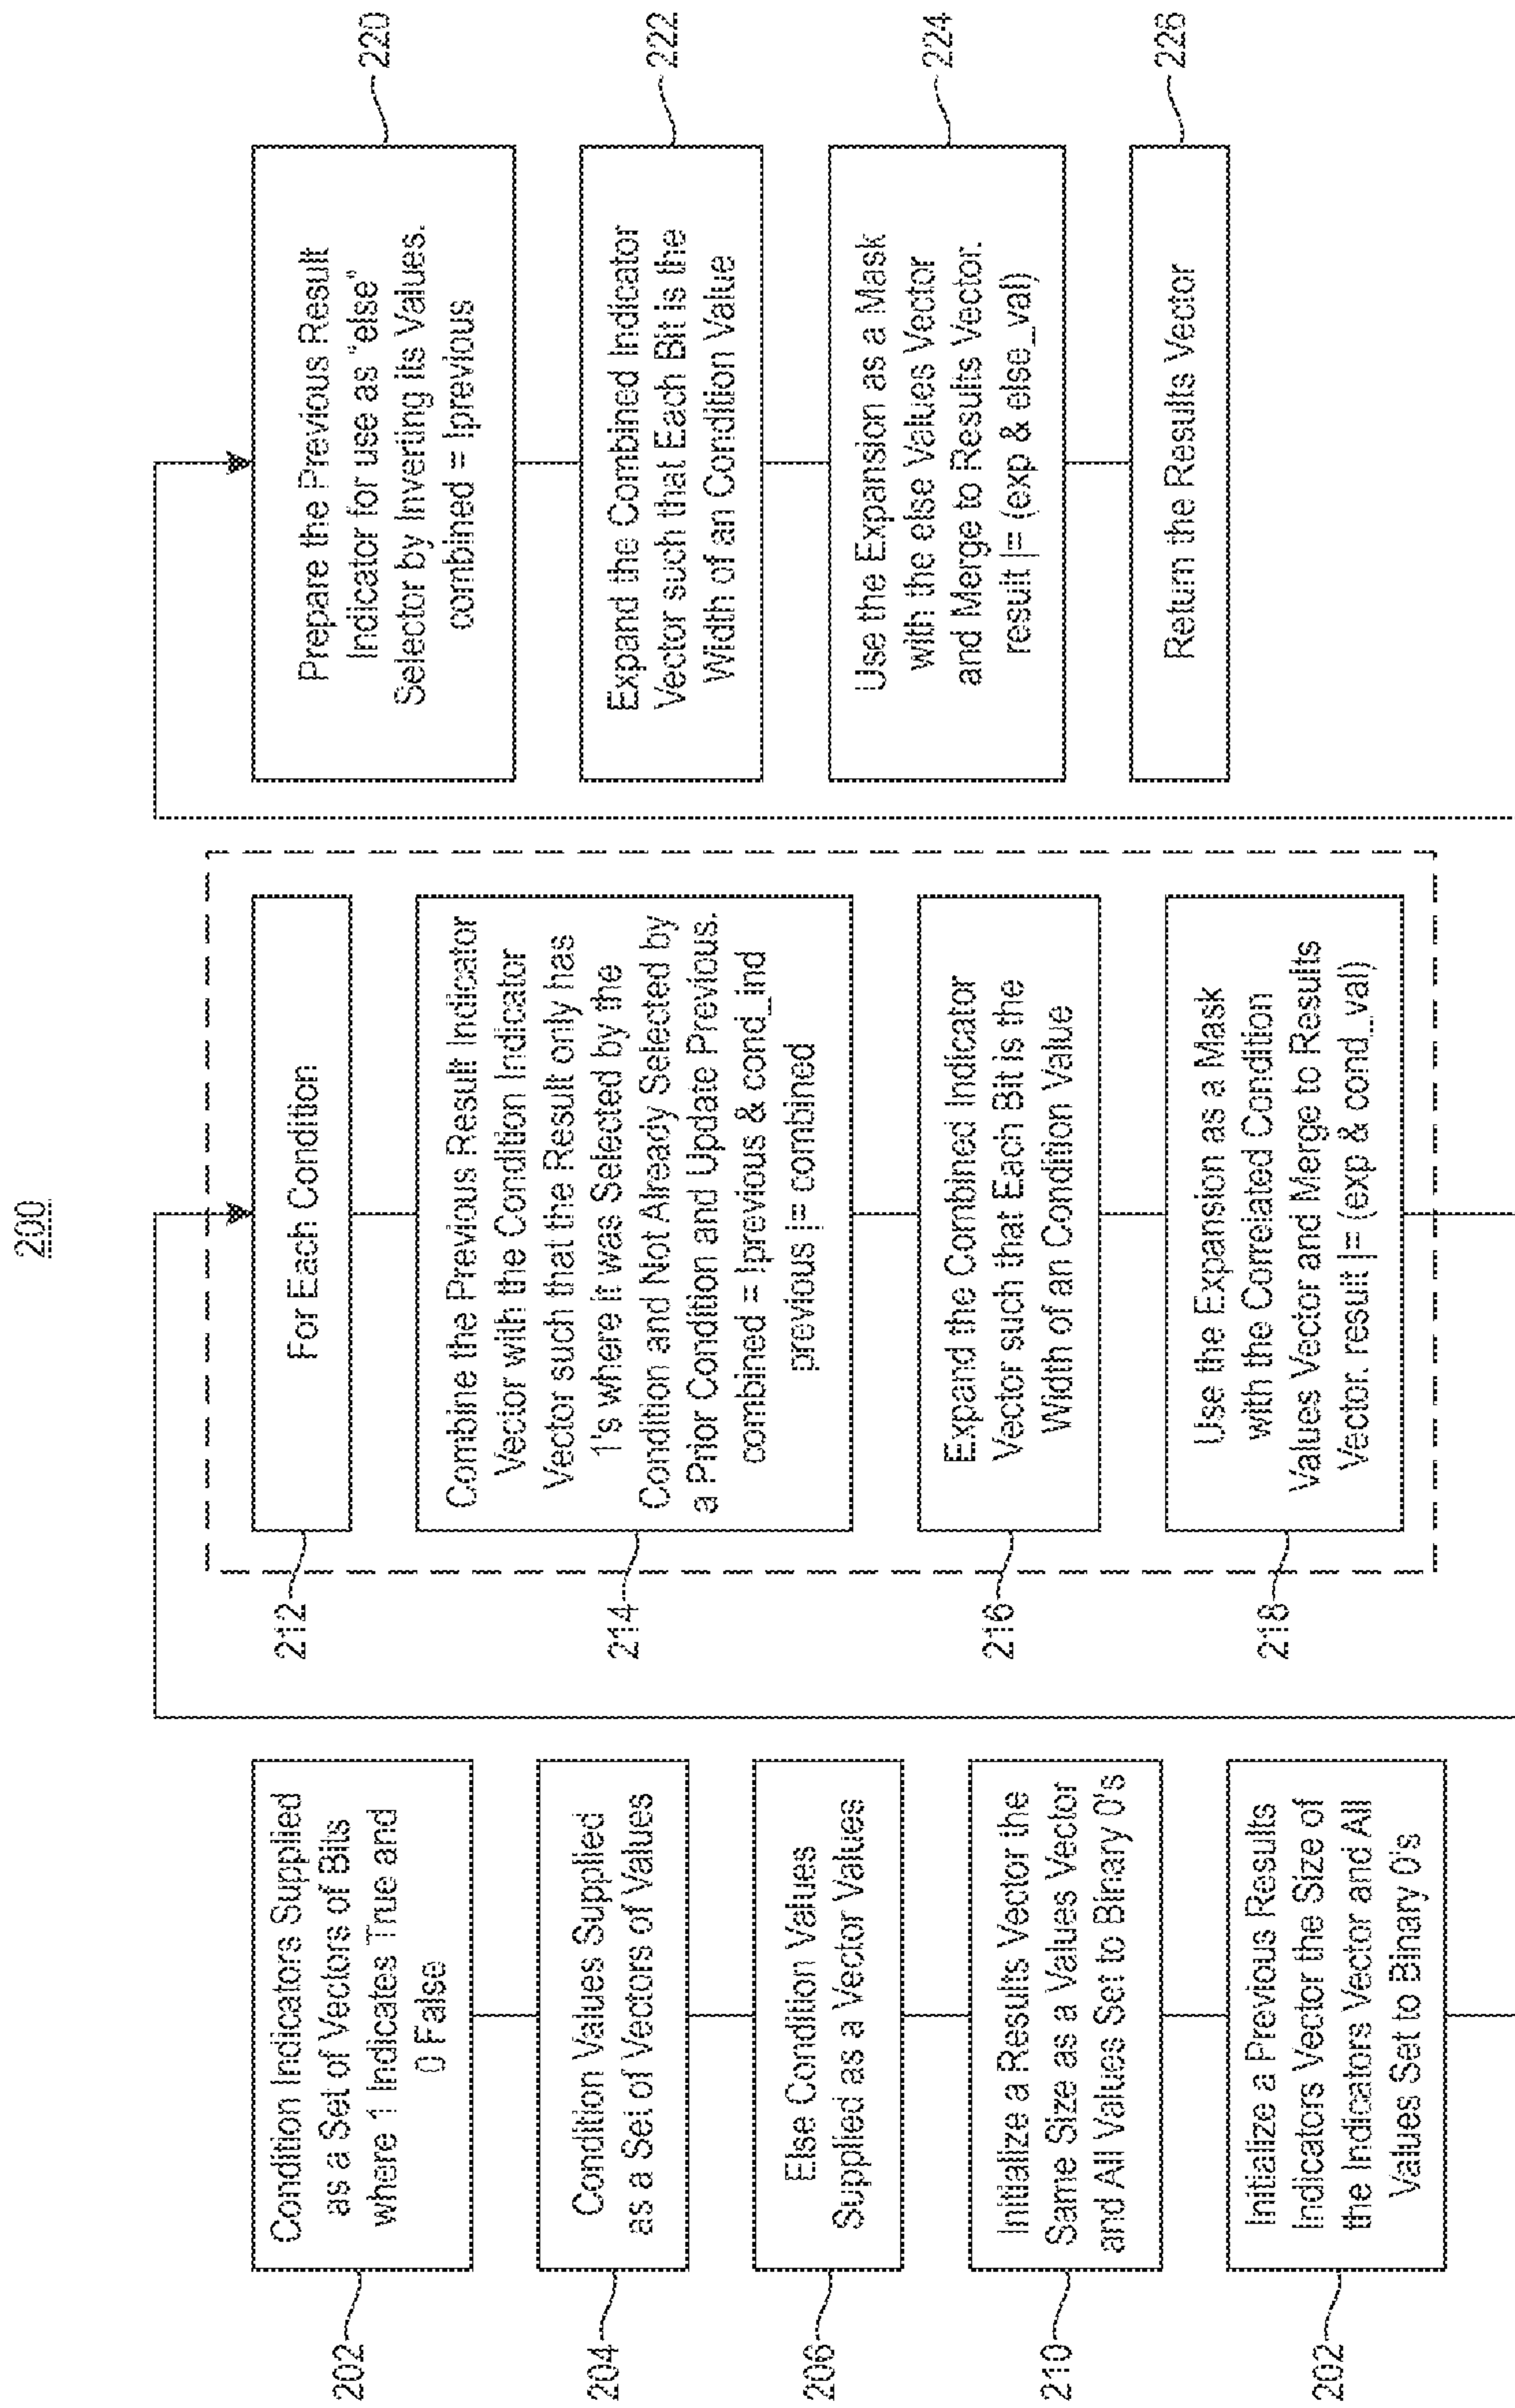 200
202
Condition Indicators Supplied
as a Set of Vectors of Bits
where 1 Indicates True and
0 False
204
Condition Values Supplied
as a Set of Vectors of Values
206
Else Condition Values
Supplied as a Vector Values
210
Initialize a Results Vector the
Same Size as a Values Vector
and All Values Set to Binary 0's
202
Initialize a Previous Results
Indicators Vector the Size of
the Indicators Vector and All
Values Set to Binary 0's
212
For Each Condition
214
Combine the Previous Result Indicator
Vector with the Condition Indicator
Vector such that the Result only has
1's where it was Selected by the
Condition and Not Already Selected by
a Prior Condition and Update Previous.
combined = !previous & cond_ind
previous |= combined
216
Expand the Combined Indicator
Vector such that Each Bit is the
Width of an Condition Value
218
Use the Expansion as a Mask
with the Correlated Condition
Values Vector and Merge to Results
Vector. result |= (exp & cond_val)
220
Prepare the Previous Result
Indicator for use as "else"
Selector by Inverting its Values.
combined = !previous
222
Expand the Combined Indicator
Vector such that Each Bit is the
Width of an Condition Value
224
Use the Expansion as a Mask
with the else Values Vector
and Merge to Results Vector.
result |= (exp & else_val)
226
Return the Results Vector